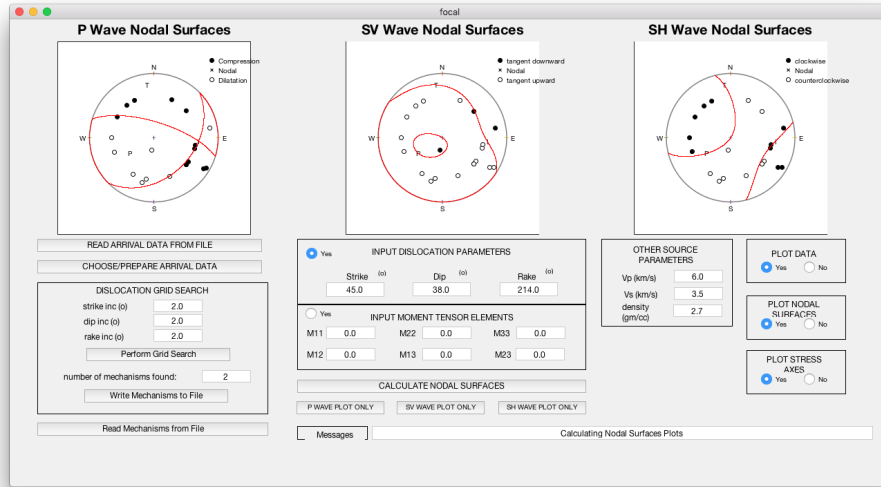 focal
P Wave Nodal Surfaces
SV Wave Nodal Surfaces
SH Wave Nodal Surfaces
N
Compression
Nodal
Dilatation
T
W
E
P
S
N
tangent downward
Nodal
tangent upward
T
W
E
P
T
S
N
clockwise
Nodal
counterclockwise
T
W
E
P
S
READ ARRIVAL DATA FROM FILE
CHOOSE/PREPARE ARRIVAL DATA
DISLOCATION GRID SEARCH
strike inc (o) 2.0
dip inc (o) 2.0
rake inc (o) 2.0
Perform Grid Search
number of mechanisms found: 2
Write Mechanisms to File
Read Mechanisms from File
Yes INPUT DISLOCATION PARAMETERS
Strike (o) Dip (o) Rake (o)
45.0 38.0 214.0
Yes INPUT MOMENT TENSOR ELEMENTS
M11 0.0 M22 0.0 M33 0.0
M12 0.0 M13 0.0 M23 0.0
CALCULATE NODAL SURFACES
P WAVE PLOT ONLY SV WAVE PLOT ONLY SH WAVE PLOT ONLY
Messages Calculating Nodal Surfaces Plots
OTHER SOURCE
PARAMETERS
Vp (km/s) 6.0
Vs (km/s) 3.5
density
(gm/cc) 2.7
PLOT DATA
Yes No
PLOT NODAL
SURFACES
Yes No
PLOT STRESS
AXES
Yes No